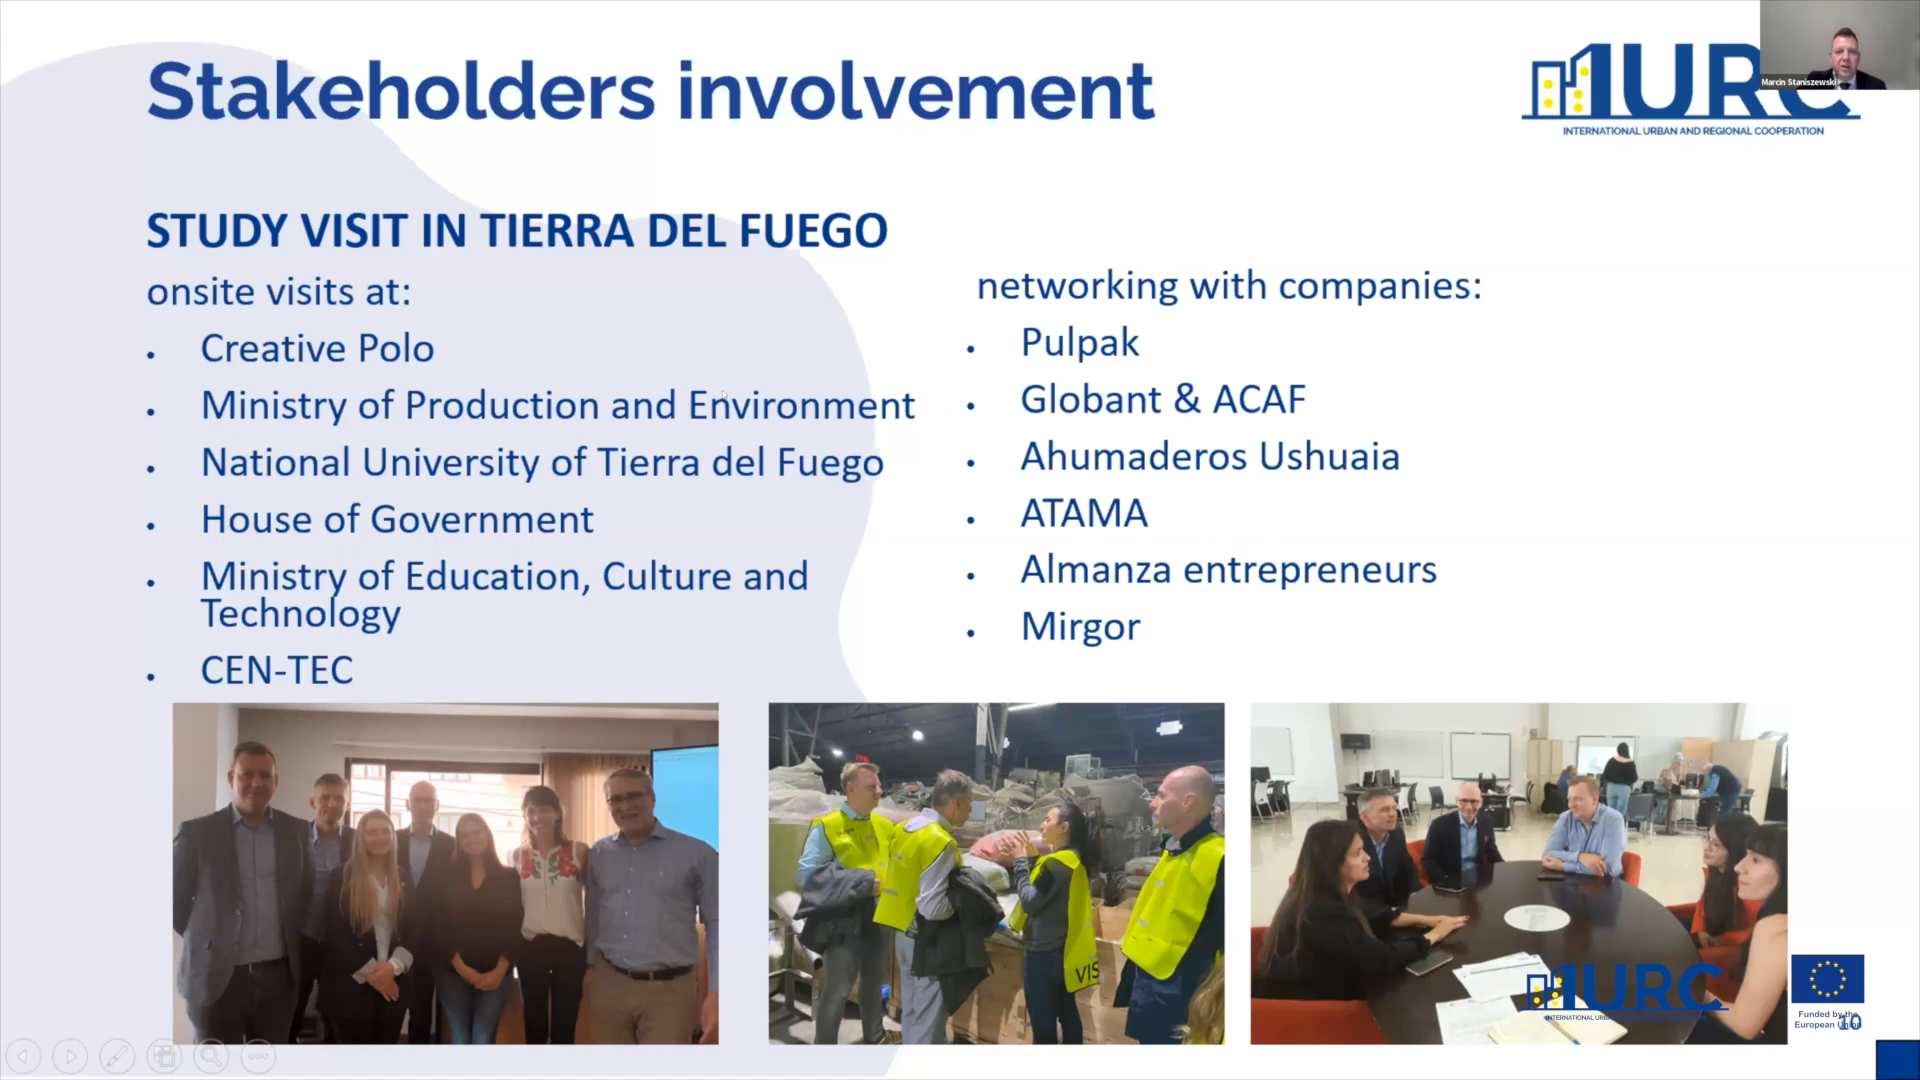 Stakeholders involvement
IURC
INTERNATIONAL URBAN AND REGIONAL COOPERATION
Marcin Staniszewski
STUDY VISIT IN TIERRA DEL FUEGO
onsite visits at:
• Creative Polo
• Ministry of Production and Environment
• National University of Tierra del Fuego
• House of Government
• Ministry of Education, Culture and
Technology
• CEN-TEC
networking with companies:
• Pulpak
• Globant & ACAF
• Ahumaderos Ushuaia
• ATAMA
• Almanza entrepreneurs
• Mirgor
VIS
IURC
INTERNATIONAL
Funded by the
European Union
10